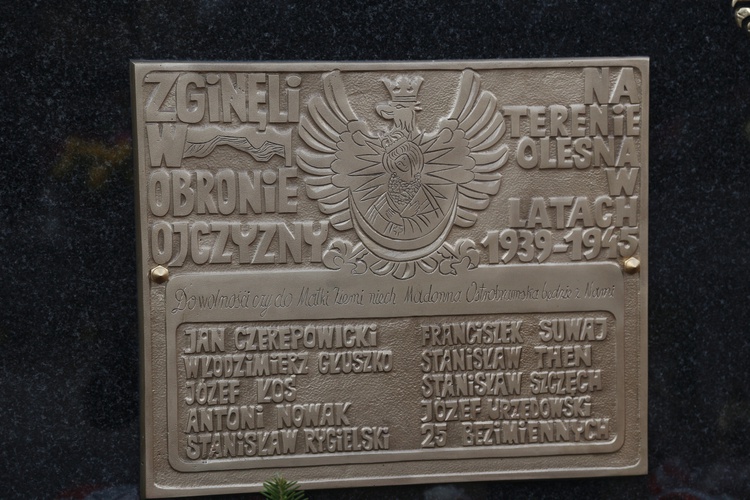 ZGINĘLI
W
OBRONIE
OJCZYZNY
NA
TERENIE
OLESNA
W
LATACH
1939-1945
Do wolności czy do Matki Ziemi niech Madonna Ostrobramska będzie z Nami
JAN CZEREPOWICKI
WŁODZIMIERZ GŁUSZKO
JÓZEF ŁOŚ
ANTONI NOWAK
STANISŁAW RYGIELSKI
FRANCISZEK SUWAJ
STANISŁAW THEN
STANISŁAW SZCZECH
JÓZEF URZĘDOWSKI
25 BEZIMIENNYCH